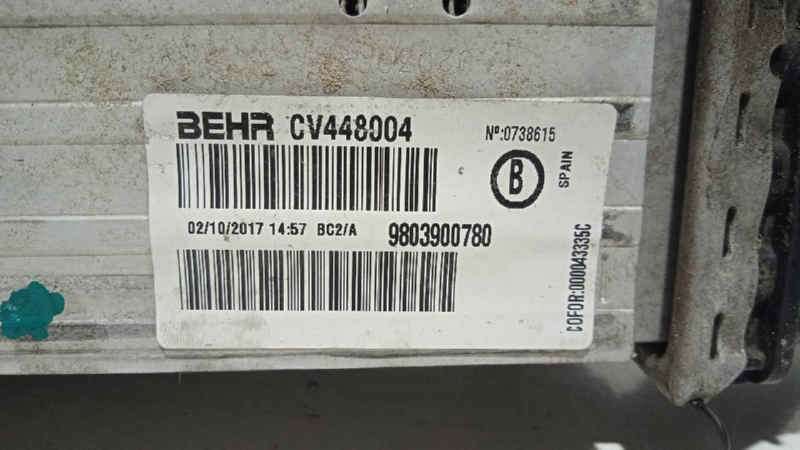 BEHR CV448004
Nº:0738615
B
SPAIN
02/10/2017 14:57 BC2/A 9803900780
COFOR:000043335C